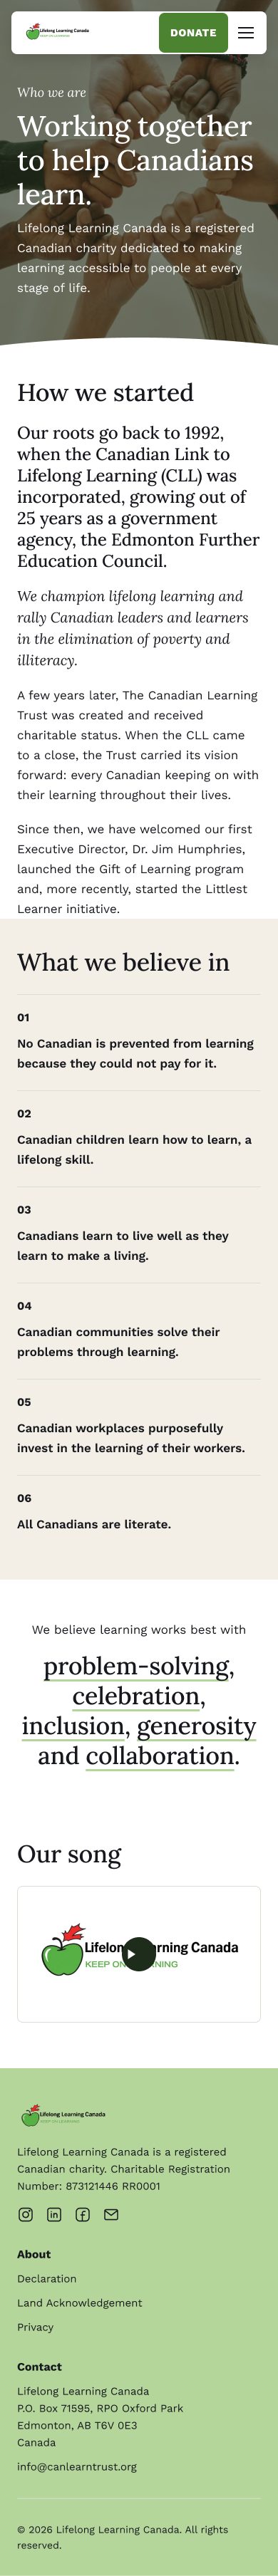 Lifelong Learning Canada
KEEP ON LEARNING
DONATE
Who we are
Working together
to help Canadians
learn.
Lifelong Learning Canada is a registered
Canadian charity dedicated to making
learning accessible to people at every
stage of life.
How we started
Our roots go back to 1992,
when the Canadian Link to
Lifelong Learning (CLL) was
incorporated, growing out of
25 years as a government
agency, the Edmonton Further
Education Council.
We champion lifelong learning and
rally Canadian leaders and learners
in the elimination of poverty and
illiteracy.
A few years later, The Canadian Learning
Trust was created and received
charitable status. When the CLL came
to a close, the Trust carried its vision
forward: every Canadian keeping on with
their learning throughout their lives.
Since then, we have welcomed our first
Executive Director, Dr. Jim Humphries,
launched the Gift of Learning program
and, more recently, started the Littlest
Learner initiative.
What we believe in
01
No Canadian is prevented from learning
because they could not pay for it.
02
Canadian children learn how to learn, a
lifelong skill.
03
Canadians learn to live well as they
learn to make a living.
04
Canadian communities solve their
problems through learning.
05
Canadian workplaces purposefully
invest in the learning of their workers.
06
All Canadians are literate.
We believe learning works best with
problem-solving,
celebration,
inclusion, generosity
and collaboration.
Our song
Lifelong Learning Canada
KEEP ON LEARNING
Lifelong Learning Canada
KEEP ON LEARNING
Lifelong Learning Canada is a registered
Canadian charity. Charitable Registration
Number: 873121446 RR0001
About
Declaration
Land Acknowledgement
Privacy
Contact
Lifelong Learning Canada
P.O. Box 71595, RPO Oxford Park
Edmonton, AB T6V 0E3
Canada
info@canlearntrust.org
© 2026 Lifelong Learning Canada. All rights
reserved.